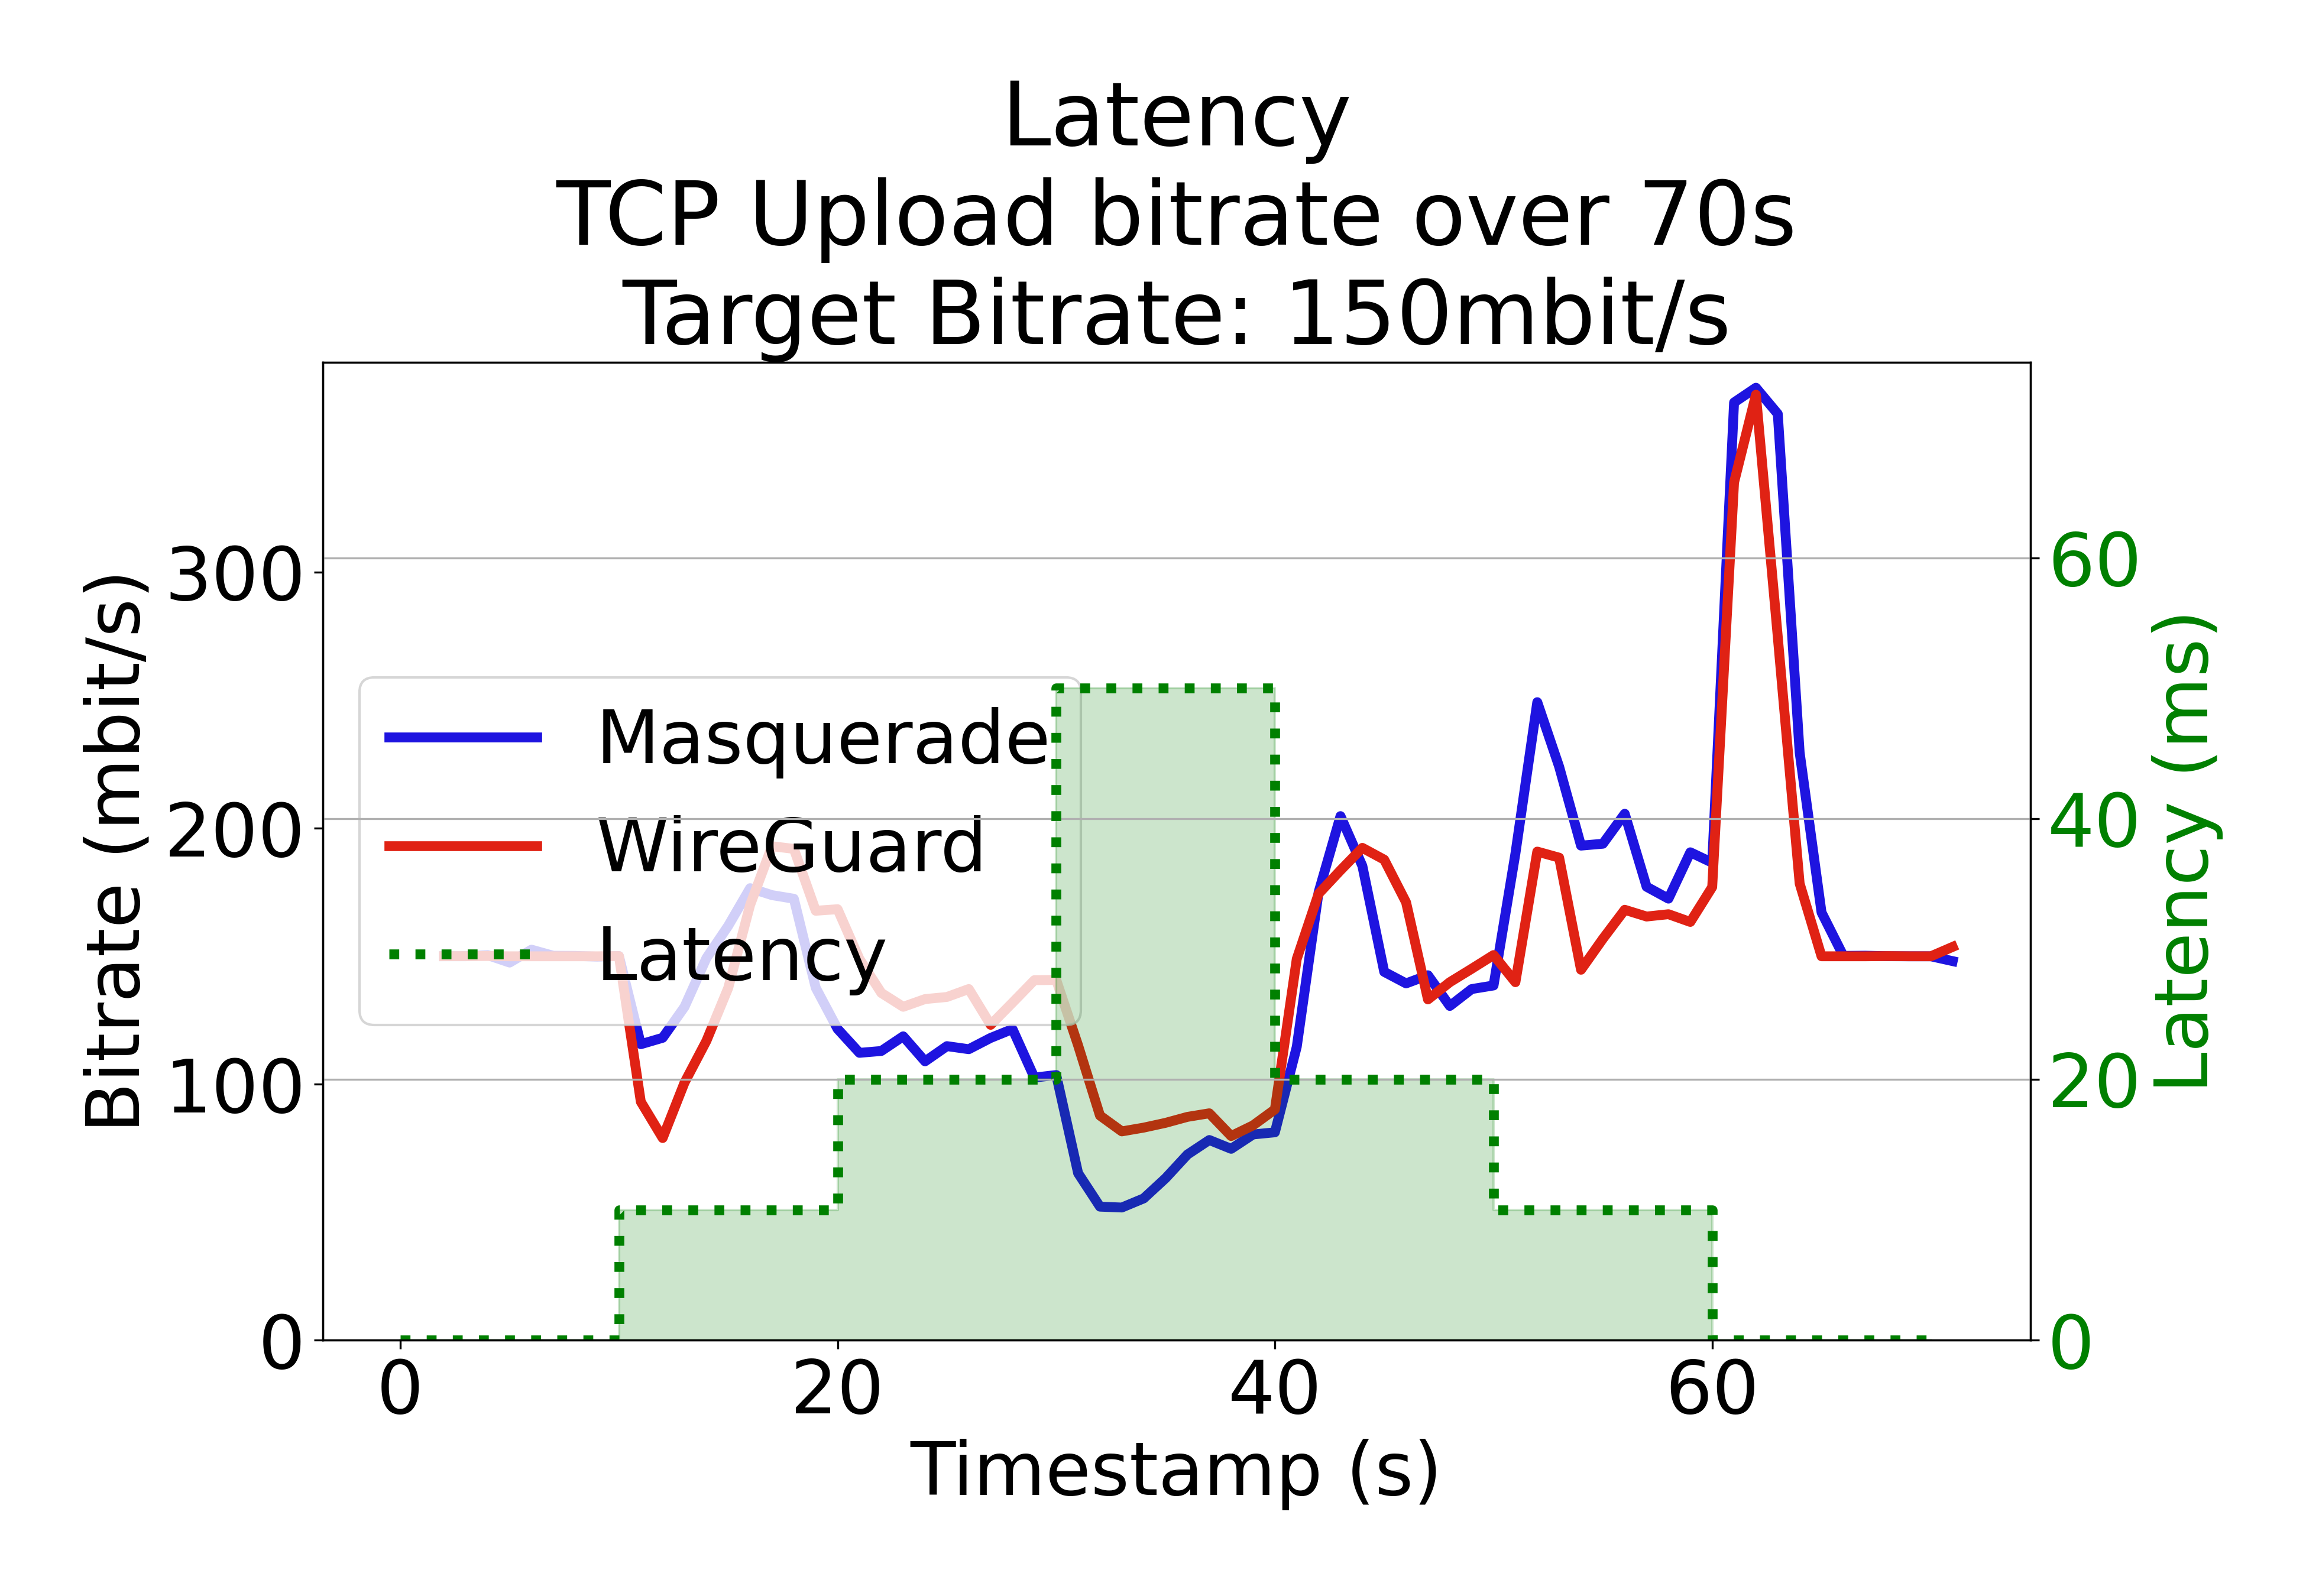 Latency
TCP Upload bitrate over 70s
Target Bitrate: 150mbit/s
Bitrate (mbit/s)
300
200
100
0
Masquerade
WireGuard
Latency
60
40
20
0
Latency (ms)
0
20
40
60
Timestamp (s)